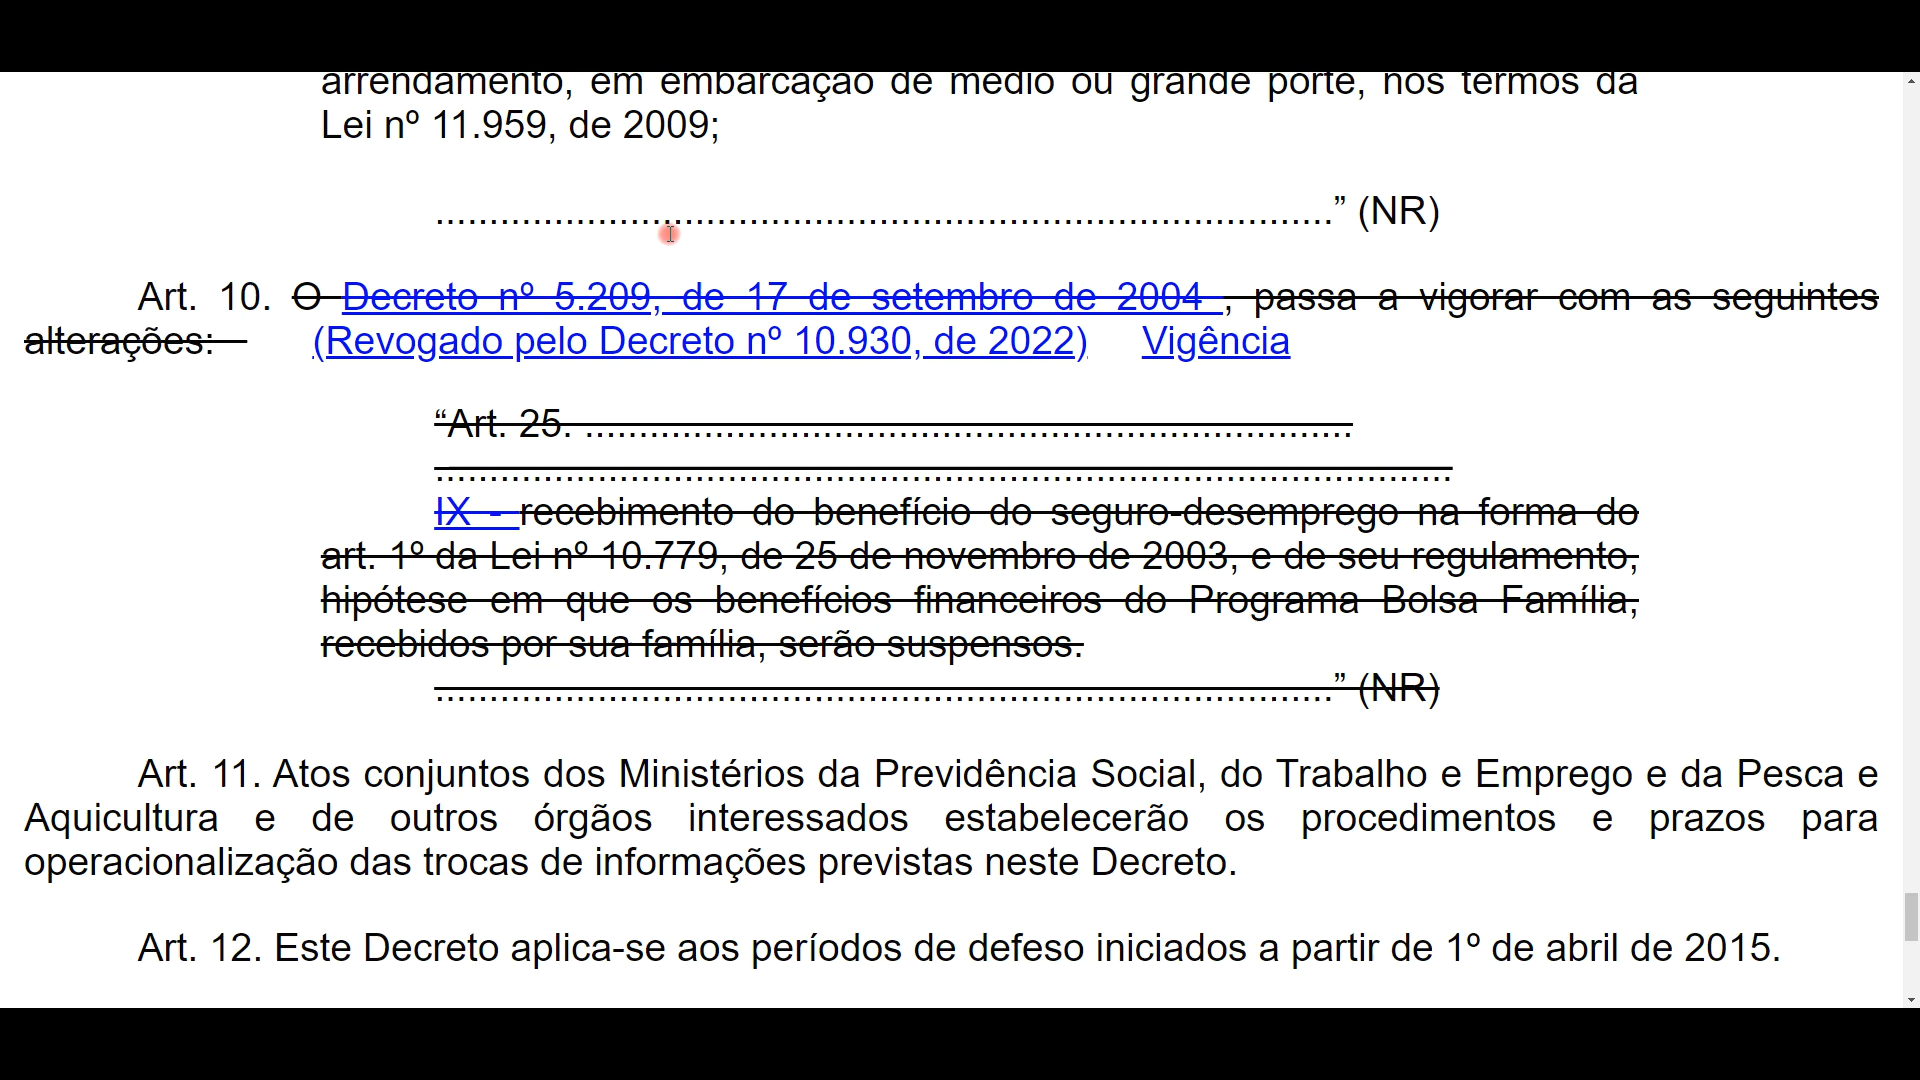 arrendamento, em embarcação de médio ou grande porte, nos termos da
Lei nº 11.959, de 2009;
...................................................................................” (NR)
Art. 10. O Decreto nº 5.209, de 17 de setembro de 2004 , passa a vigorar com as seguintes
alterações: (Revogado pelo Decreto nº 10.930, de 2022) Vigência
“Art. 25. .......................................................................
..............................................................................................
IX - recebimento do benefício do seguro-desemprego na forma do
art. 1º da Lei nº 10.779, de 25 de novembro de 2003, e de seu regulamento,
hipótese em que os benefícios financeiros do Programa Bolsa Família,
recebidos por sua família, serão suspensos.
...................................................................................” (NR)
Art. 11. Atos conjuntos dos Ministérios da Previdência Social, do Trabalho e Emprego e da Pesca e
Aquicultura e de outros órgãos interessados estabelecerão os procedimentos e prazos para
operacionalização das trocas de informações previstas neste Decreto.
Art. 12. Este Decreto aplica-se aos períodos de defeso iniciados a partir de 1º de abril de 2015.